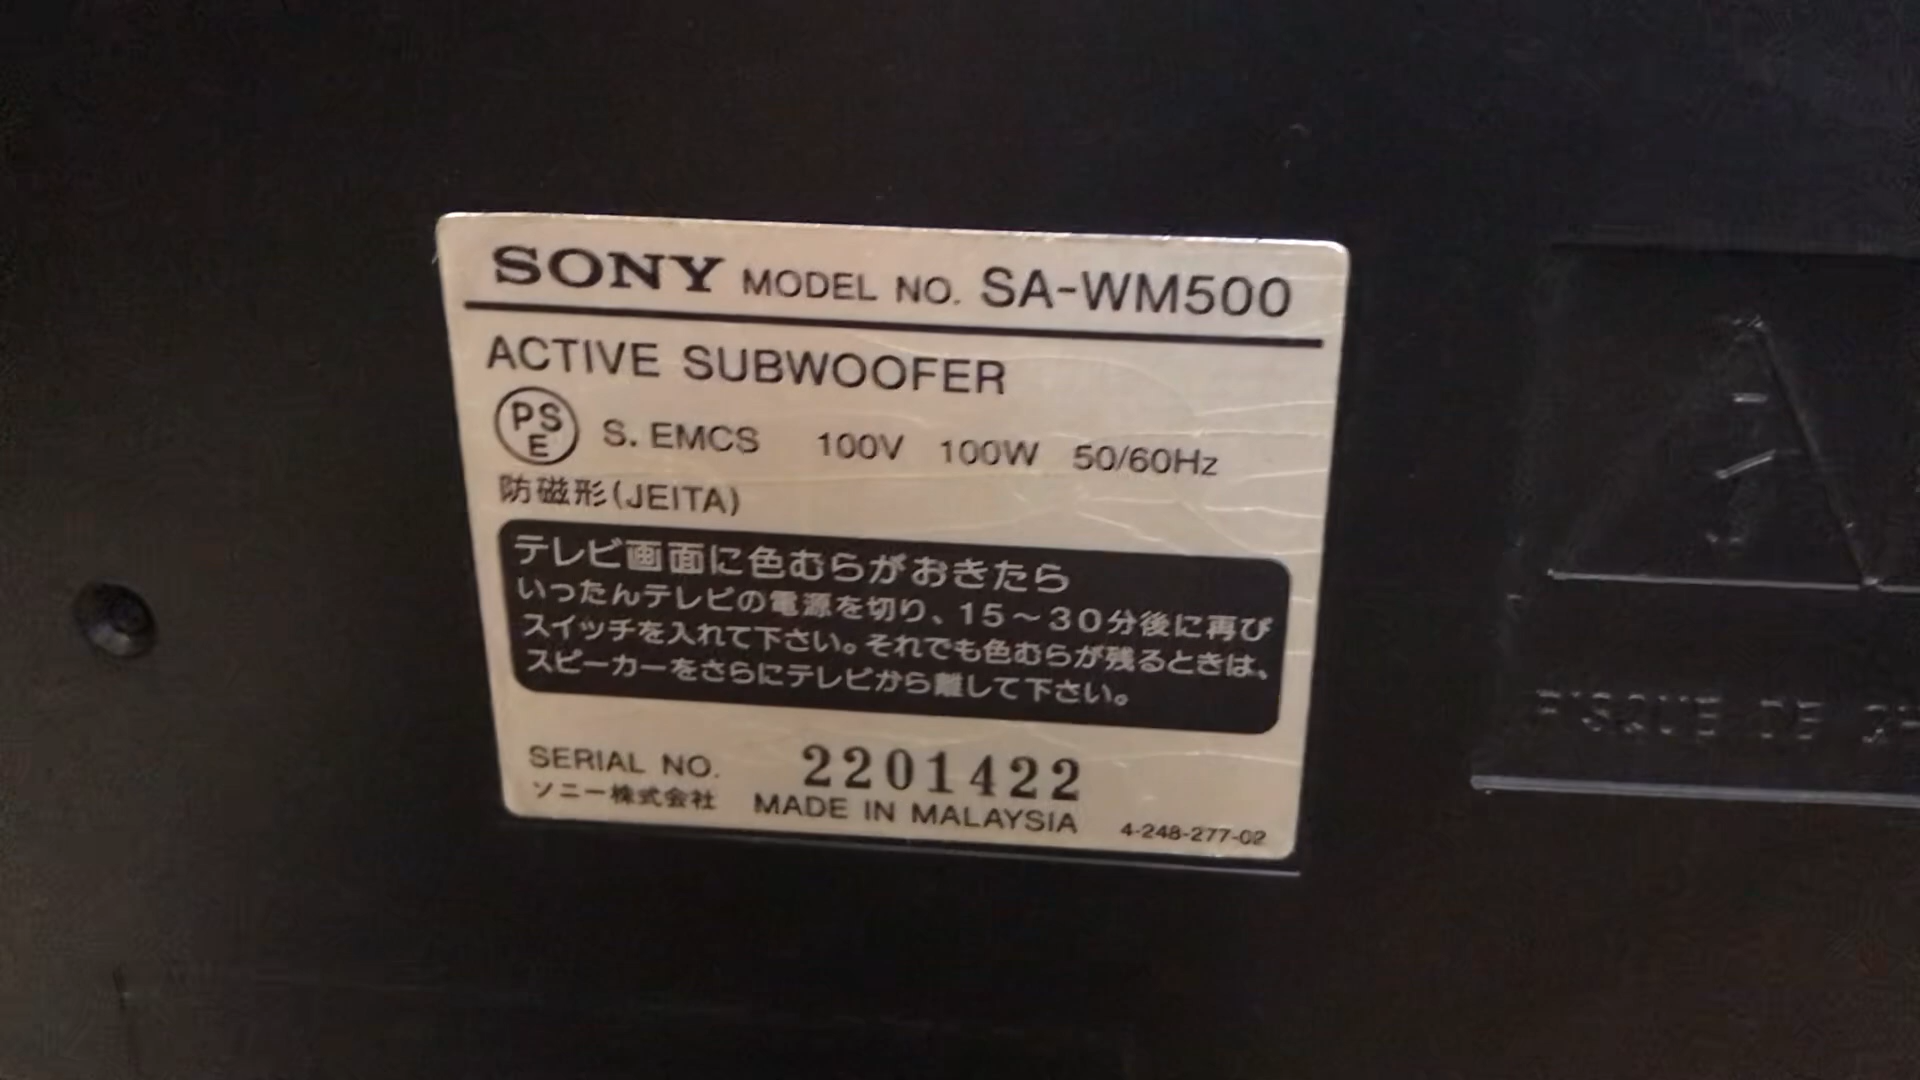 SONY MODEL NO. SA-WM500
ACTIVE SUBWOOFER
PSE S. EMCS 100V 100W 50/60Hz
防磁形(JEITA)
テレビ画面に色むらがおきたら
いったんテレビの電源を切り、15～30分後に再び
スイッチを入れて下さい。それでも色むらが残るときは、
スピーカーをさらにテレビから離して下さい。
SERIAL NO. 2201422
ソニー株式会社 MADE IN MALAYSIA 4-248-277-02
DE